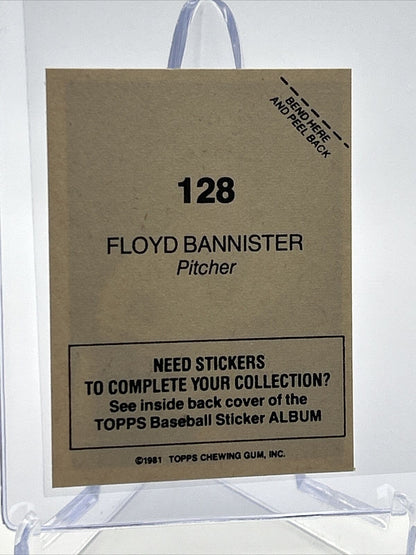 BEND HERE
AND PEEL BACK
128
FLOYD BANNISTER
Pitcher
NEED STICKERS
TO COMPLETE YOUR COLLECTION?
See inside back cover of the
TOPPS Baseball Sticker ALBUM
©1981 TOPPS CHEWING GUM, INC.